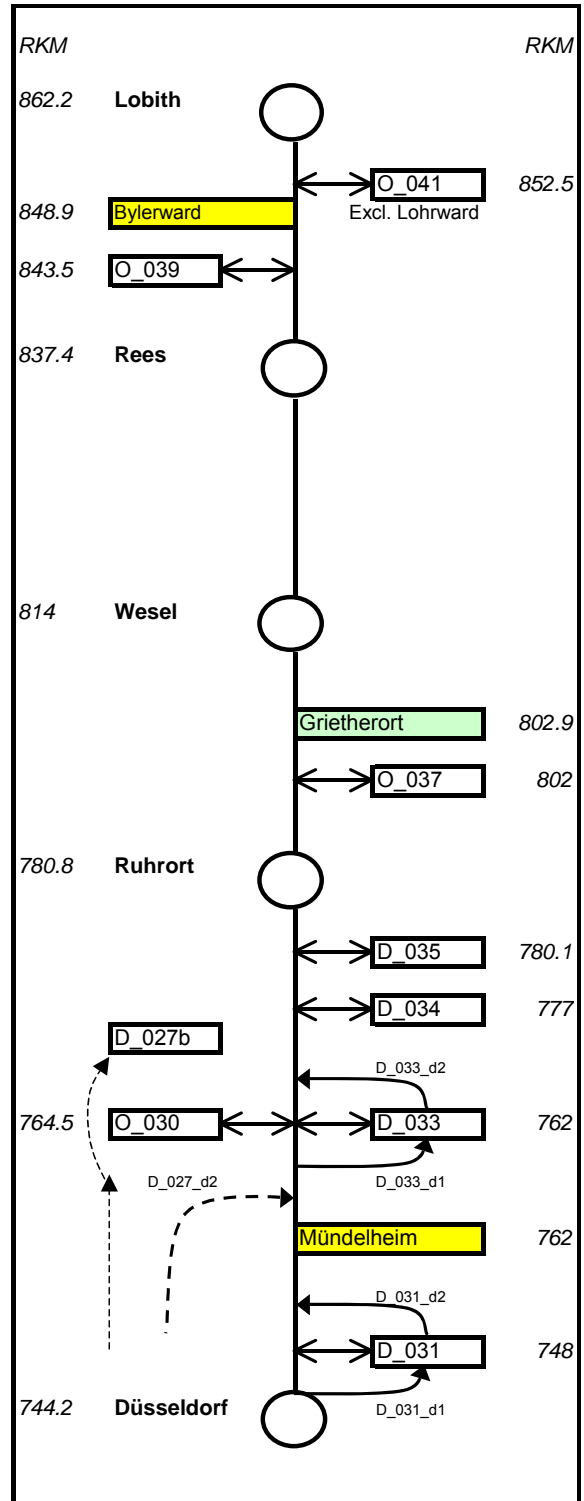 RKM RKM
862.2 Lobith
O_041 852.5
848.9 Bylerward Excl. Lohrward
843.5 O_039
837.4 Rees
814 Wesel
Grietherort 802.9
O_037 802
780.8 Ruhrort
D_035 780.1
D_034 777
D_027b
D_033_d2
764.5 O_030 D_033 762
D_027_d2 D_033_d1
Mündelheim 762
D_031_d2
D_031 748
744.2 Düsseldorf
D_031_d1